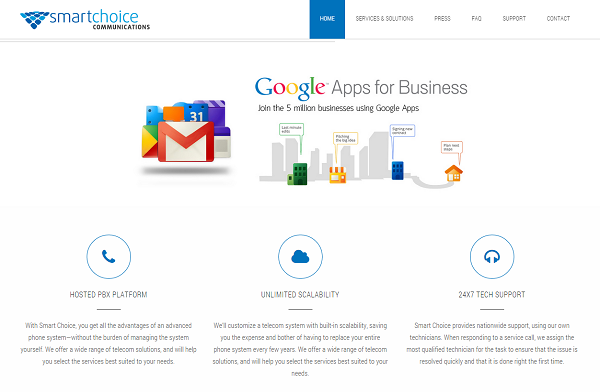 smartchoice
COMMUNICATIONS
HOME SERVICES & SOLUTIONS PRESS FAQ SUPPORT CONTACT
Google™ Apps for Business
Join the 5 million businesses using Google Apps
31
Last minute
edits
Pitching
the big idea
Signing new
contract
Plan next
steps
HOSTED PBX PLATFORM
With Smart Choice, you get all the advantages of an advanced
phone system—without the burden of managing the system
yourself. We offer a wide range of telecom solutions, and will help
you select the services best suited to your needs.
UNLIMITED SCALABILITY
We'll customize a telecom system with built-in scalability, saving
you the expense and bother of having to replace your entire
phone system every few years. We offer a wide range of telecom
solutions, and will help you select the services best suited to your
needs.
24X7 TECH SUPPORT
Smart Choice provides nationwide support, using our own
technicians. When responding to a service call, we assign the
most qualified technician for the task to ensure that the issue is
resolved quickly and that it is done right the first time.